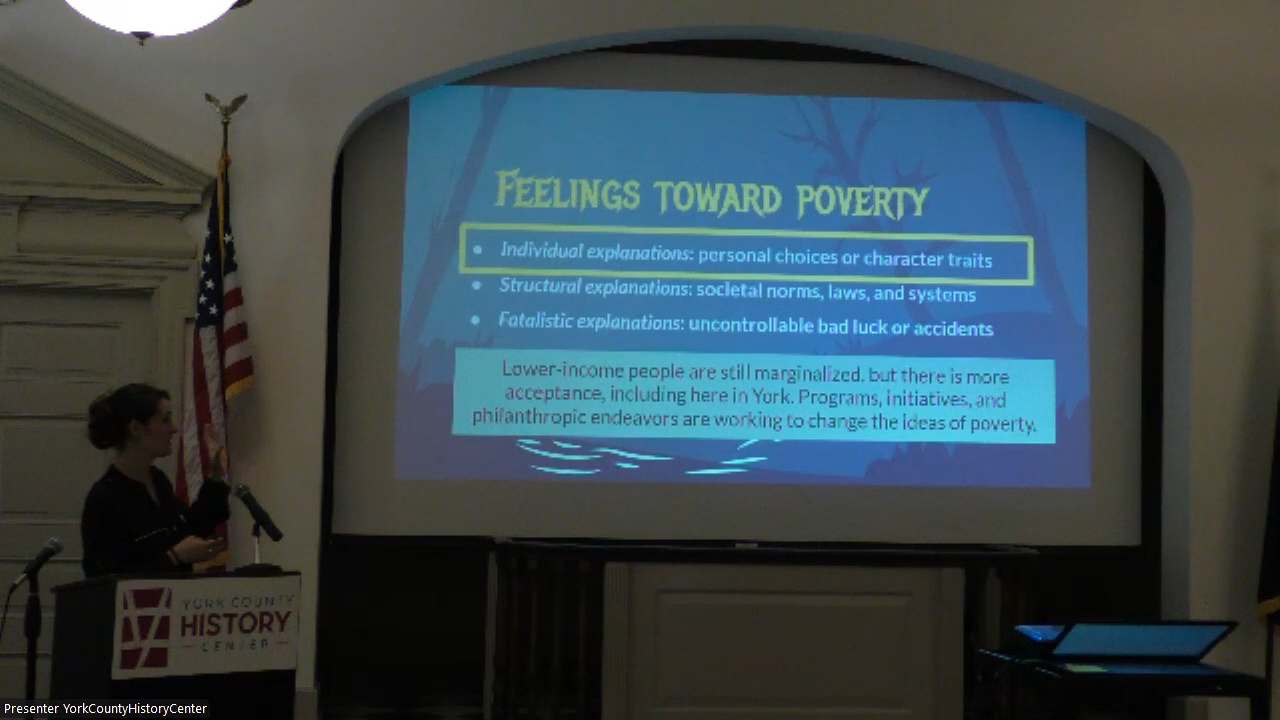 FEELINGS TOWARD POVERTY
• Individual explanations: personal choices or character traits
• Structural explanations: societal norms, laws, and systems
• Fatalistic explanations: uncontrollable bad luck or accidents
Lower-income people are still marginalized, but there is more
acceptance, including here in York. Programs, initiatives, and
philanthropic endeavors are working to change the ideas of poverty.
YORK COUNTY
HISTORY
CENTER
Presenter YorkCountyHistoryCenter